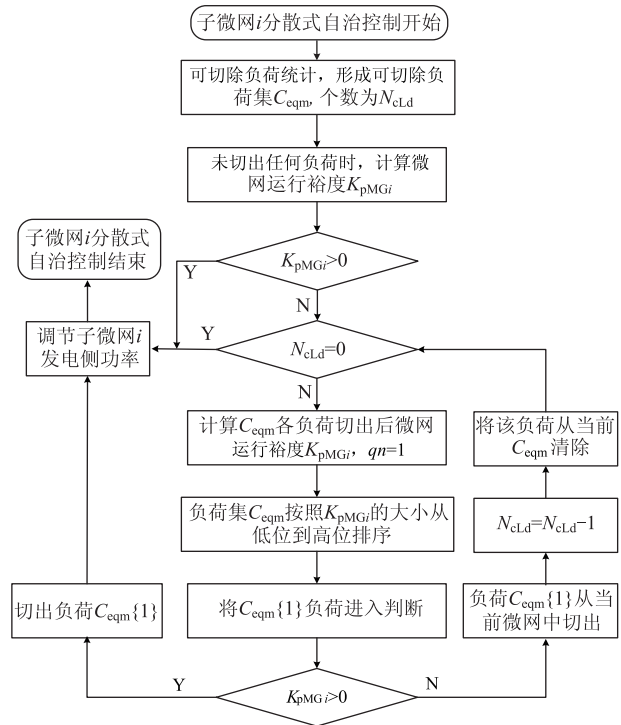 子微网i分散式自治控制开始
可切除负荷统计，形成可切除负
荷集Ceqm, 个数为NcLd
未切出任何负荷时，计算微
网运行裕度KpMGi
子微网i分散式
自治控制结束
KpMGi>0
Y
N
调节子微网i
发电侧功率
Y
NcLd=0
N
计算Ceqm各负荷切出后微网
运行裕度KpMGi，qn=1
将该负荷从当前
Ceqm清除
负荷集Ceqm按照KpMGi的大小从
低位到高位排序
NcLd=NcLd−1
切出负荷Ceqm{1}
将Ceqm{1}负荷进入判断
负荷Ceqm{1}从当
前微网中切出
Y
KpMGi>0
N